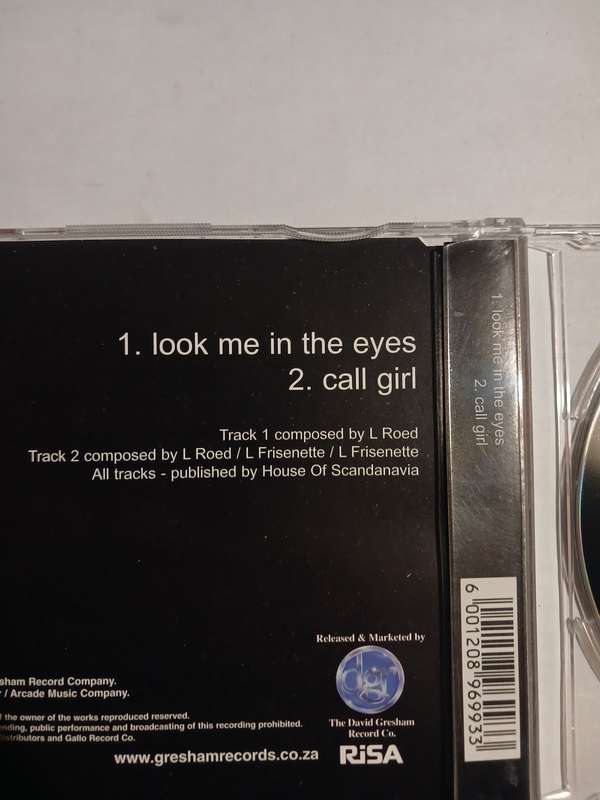 1. look me in the eyes
2. call girl
Track 1 composed by L Roed
Track 2 composed by L Roed / L Frisenette / L Frisenette
All tracks - published by House Of Scandanavia
Released & Marketed by
dgr
The David Gresham
Record Co.
RiSA
sham Record Company.
/ Arcade Music Company.
the owner of the works reproduced reserved.
ending, public performance and broadcasting of this recording prohibited.
istributors and Gallo Record Co.
www.greshamrecords.co.za
1. look me in the eyes
2. call girl
6 001208 969933